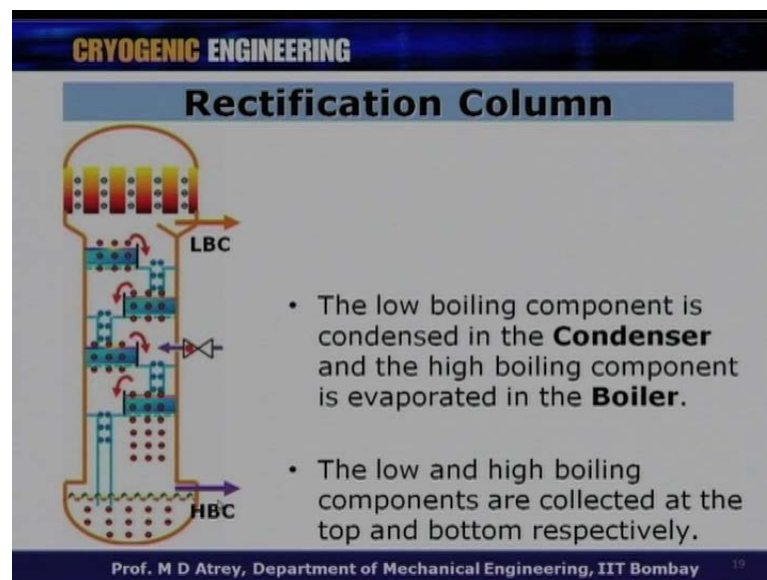 CRYOGENIC ENGINEERING
Rectification Column
LBC
• The low boiling component is
condensed in the Condenser
and the high boiling component
is evaporated in the Boiler.
• The low and high boiling
components are collected at the
top and bottom respectively.
HBC
Prof. M D Atrey, Department of Mechanical Engineering, IIT Bombay
19